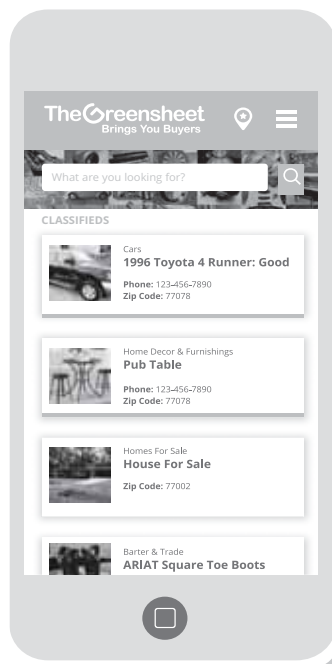 TheGreensheet
Brings You Buyers
What are you looking for?
CLASSIFIEDS
Cars
1996 Toyota 4 Runner: Good
Phone: 123-456-7890
Zip Code: 77078
Home Decor & Furnishings
Pub Table
Phone: 123-456-7890
Zip Code: 77078
Homes For Sale
House For Sale
Zip Code: 77002
Barter & Trade
ARIAT Square Toe Boots